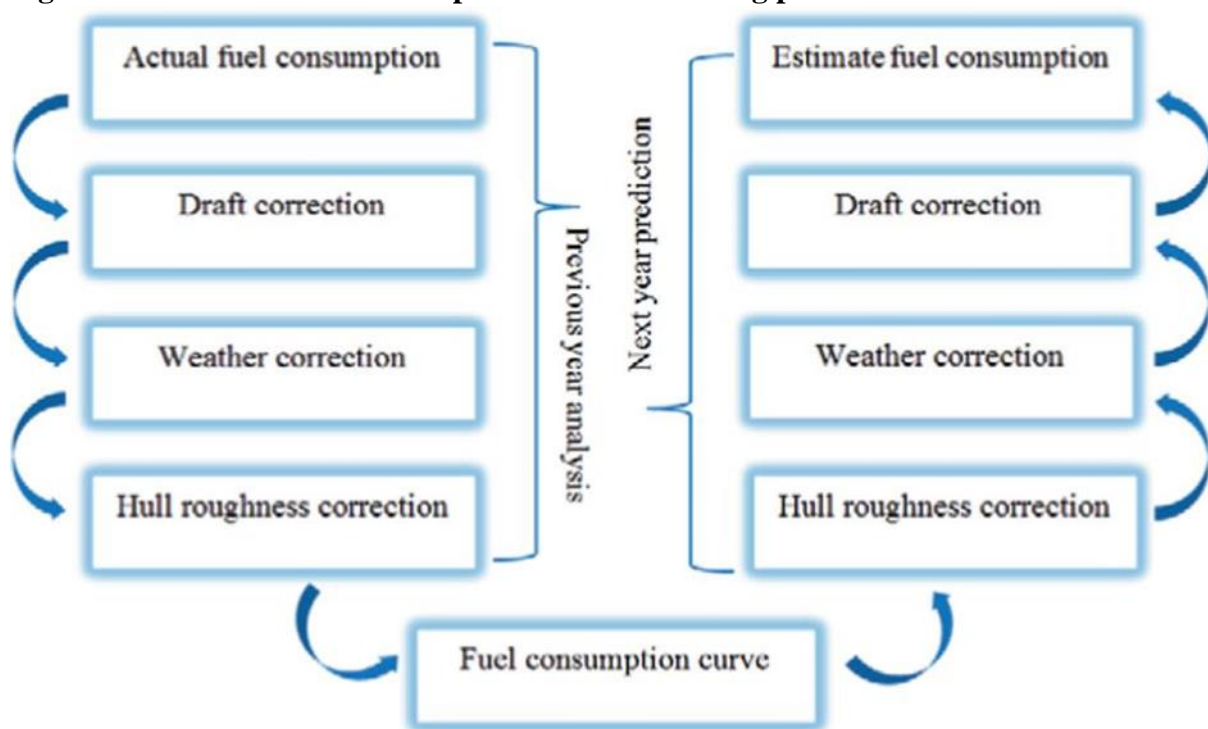 Actual fuel consumption
Draft correction
Weather correction
Hull roughness correction
Previous year analysis
Next year prediction
Estimate fuel consumption
Draft correction
Weather correction
Hull roughness correction
Fuel consumption curve